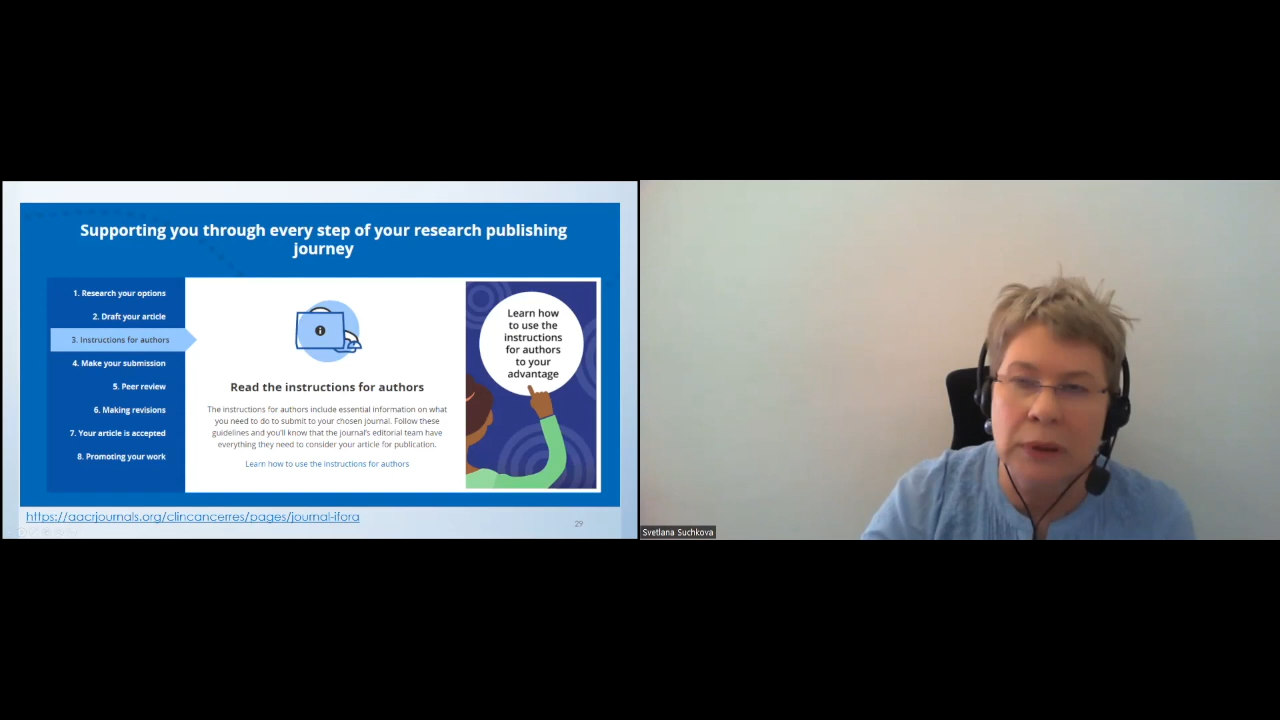 Supporting you through every step of your research publishing
journey
1. Research your options
2. Draft your article
3. Instructions for authors
4. Make your submission
5. Peer review
6. Making revisions
7. Your article is accepted
8. Promoting your work
Read the instructions for authors
The instructions for authors include essential information on what
you need to do to submit to your chosen journal. Follow these
guidelines and you'll know that the journal's editorial team have
everything they need to consider your article for publication.
Learn how to use the instructions for authors
Learn how
to use the
instructions
for authors
to your
advantage
https://aacrjournals.org/clincancerres/pages/journal-ifora
29
Svetlana Suchkova